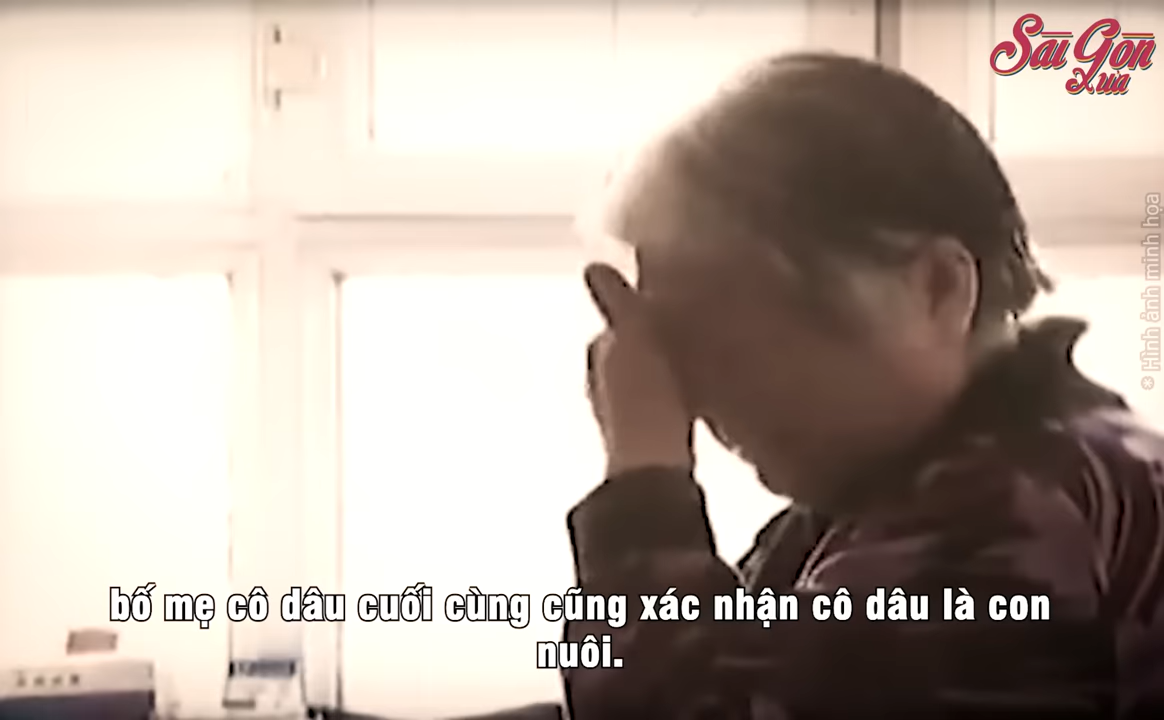 Sài Gòn
Xưa
* Hình ảnh minh họa
bố mẹ cô dâu cuối cùng cũng xác nhận cô dâu là con
nuôi.